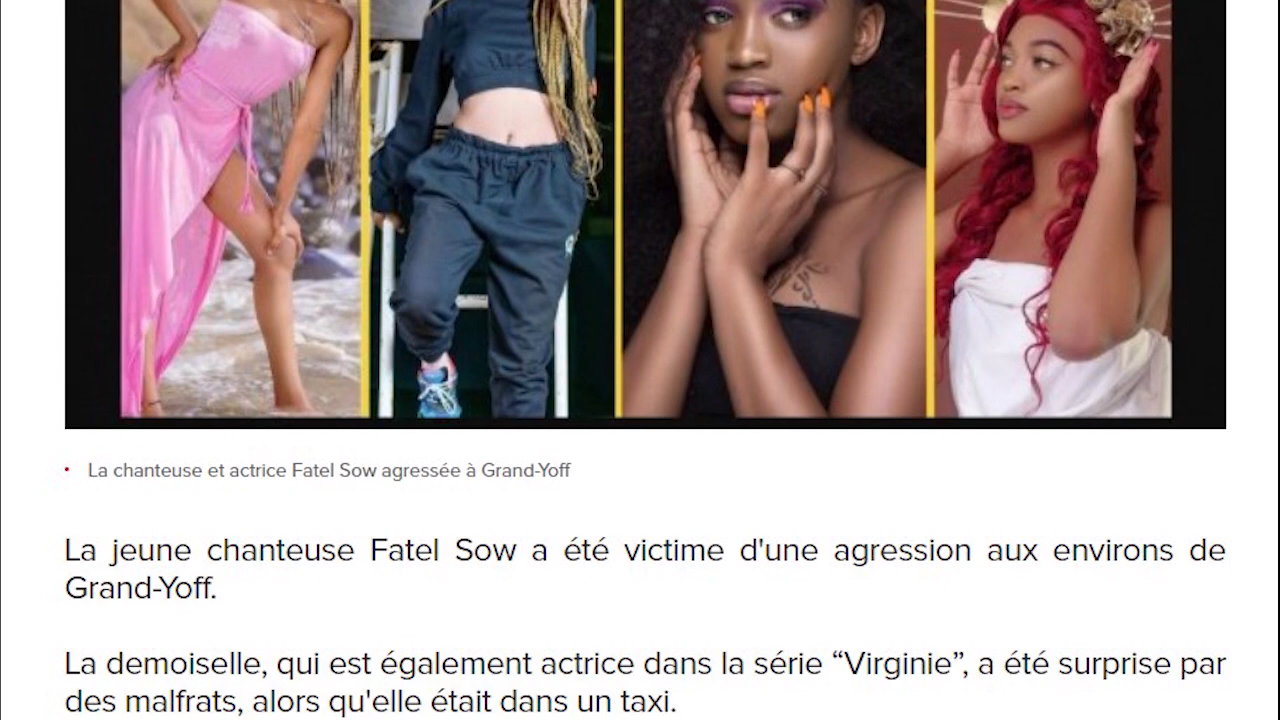 La chanteuse et actrice Fatel Sow agressée à Grand-Yoff
La jeune chanteuse Fatel Sow a été victime d'une agression aux environs de
Grand-Yoff.
La demoiselle, qui est également actrice dans la série “Virginie”, a été surprise par
des malfrats, alors qu'elle était dans un taxi.